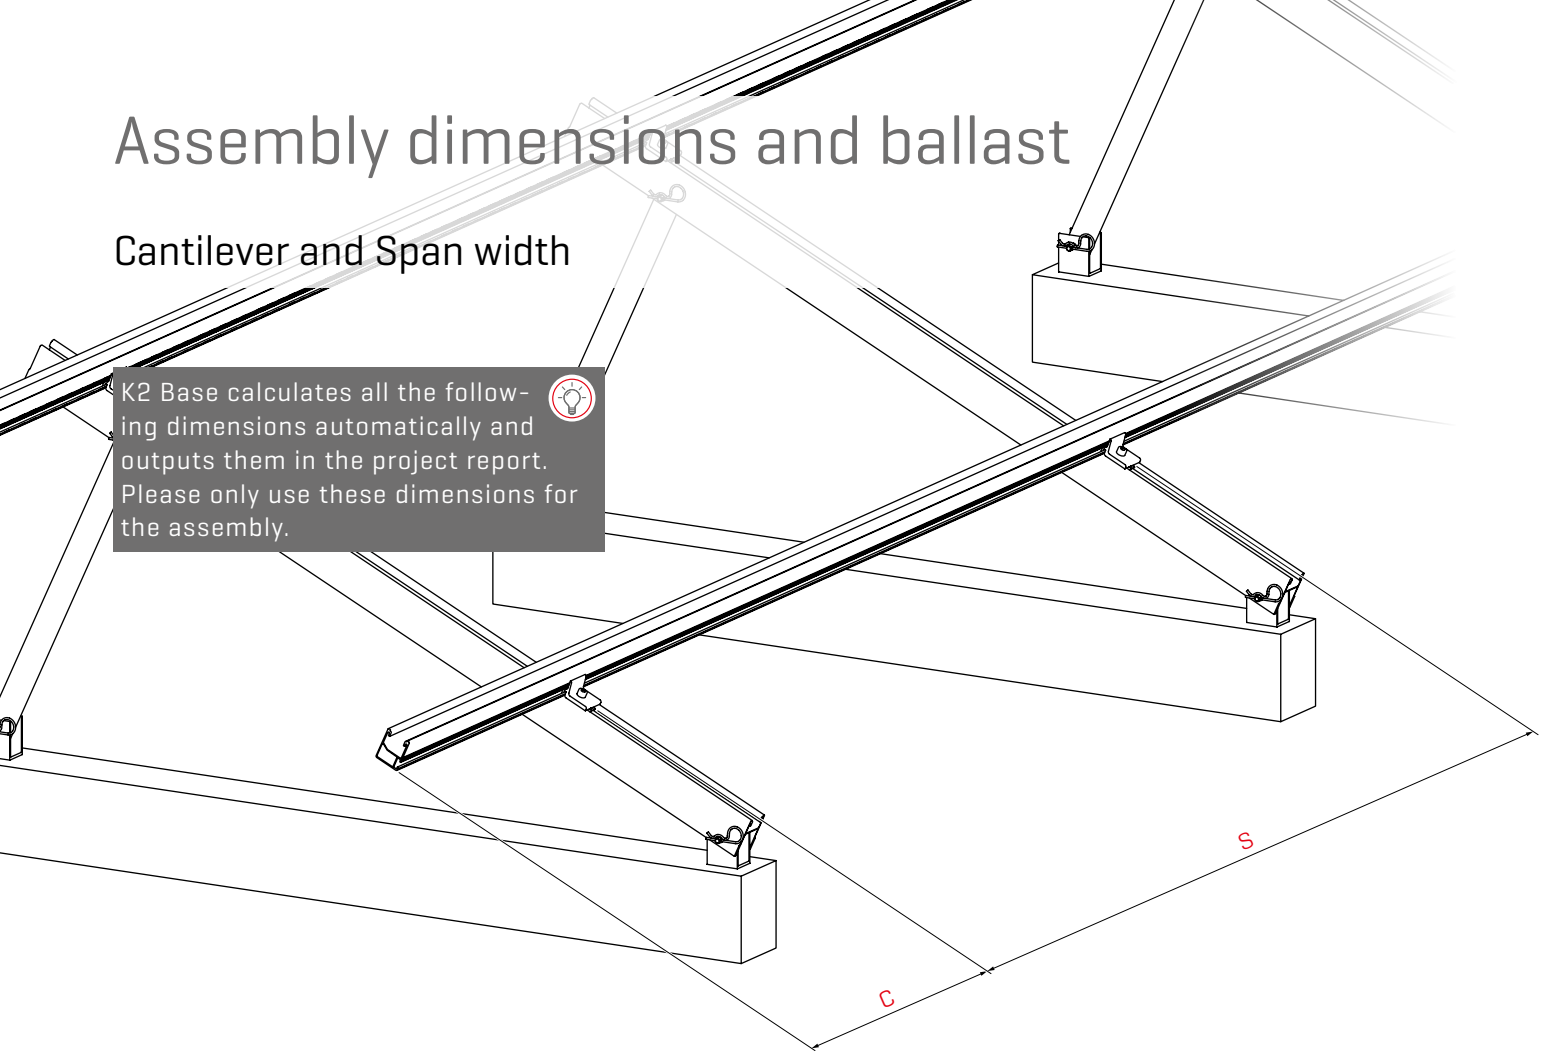 Assembly dimensions and ballast
Cantilever and Span width
K2 Base calculates all the follow-
ing dimensions automatically and
outputs them in the project report.
Please only use these dimensions for
the assembly.
S
C